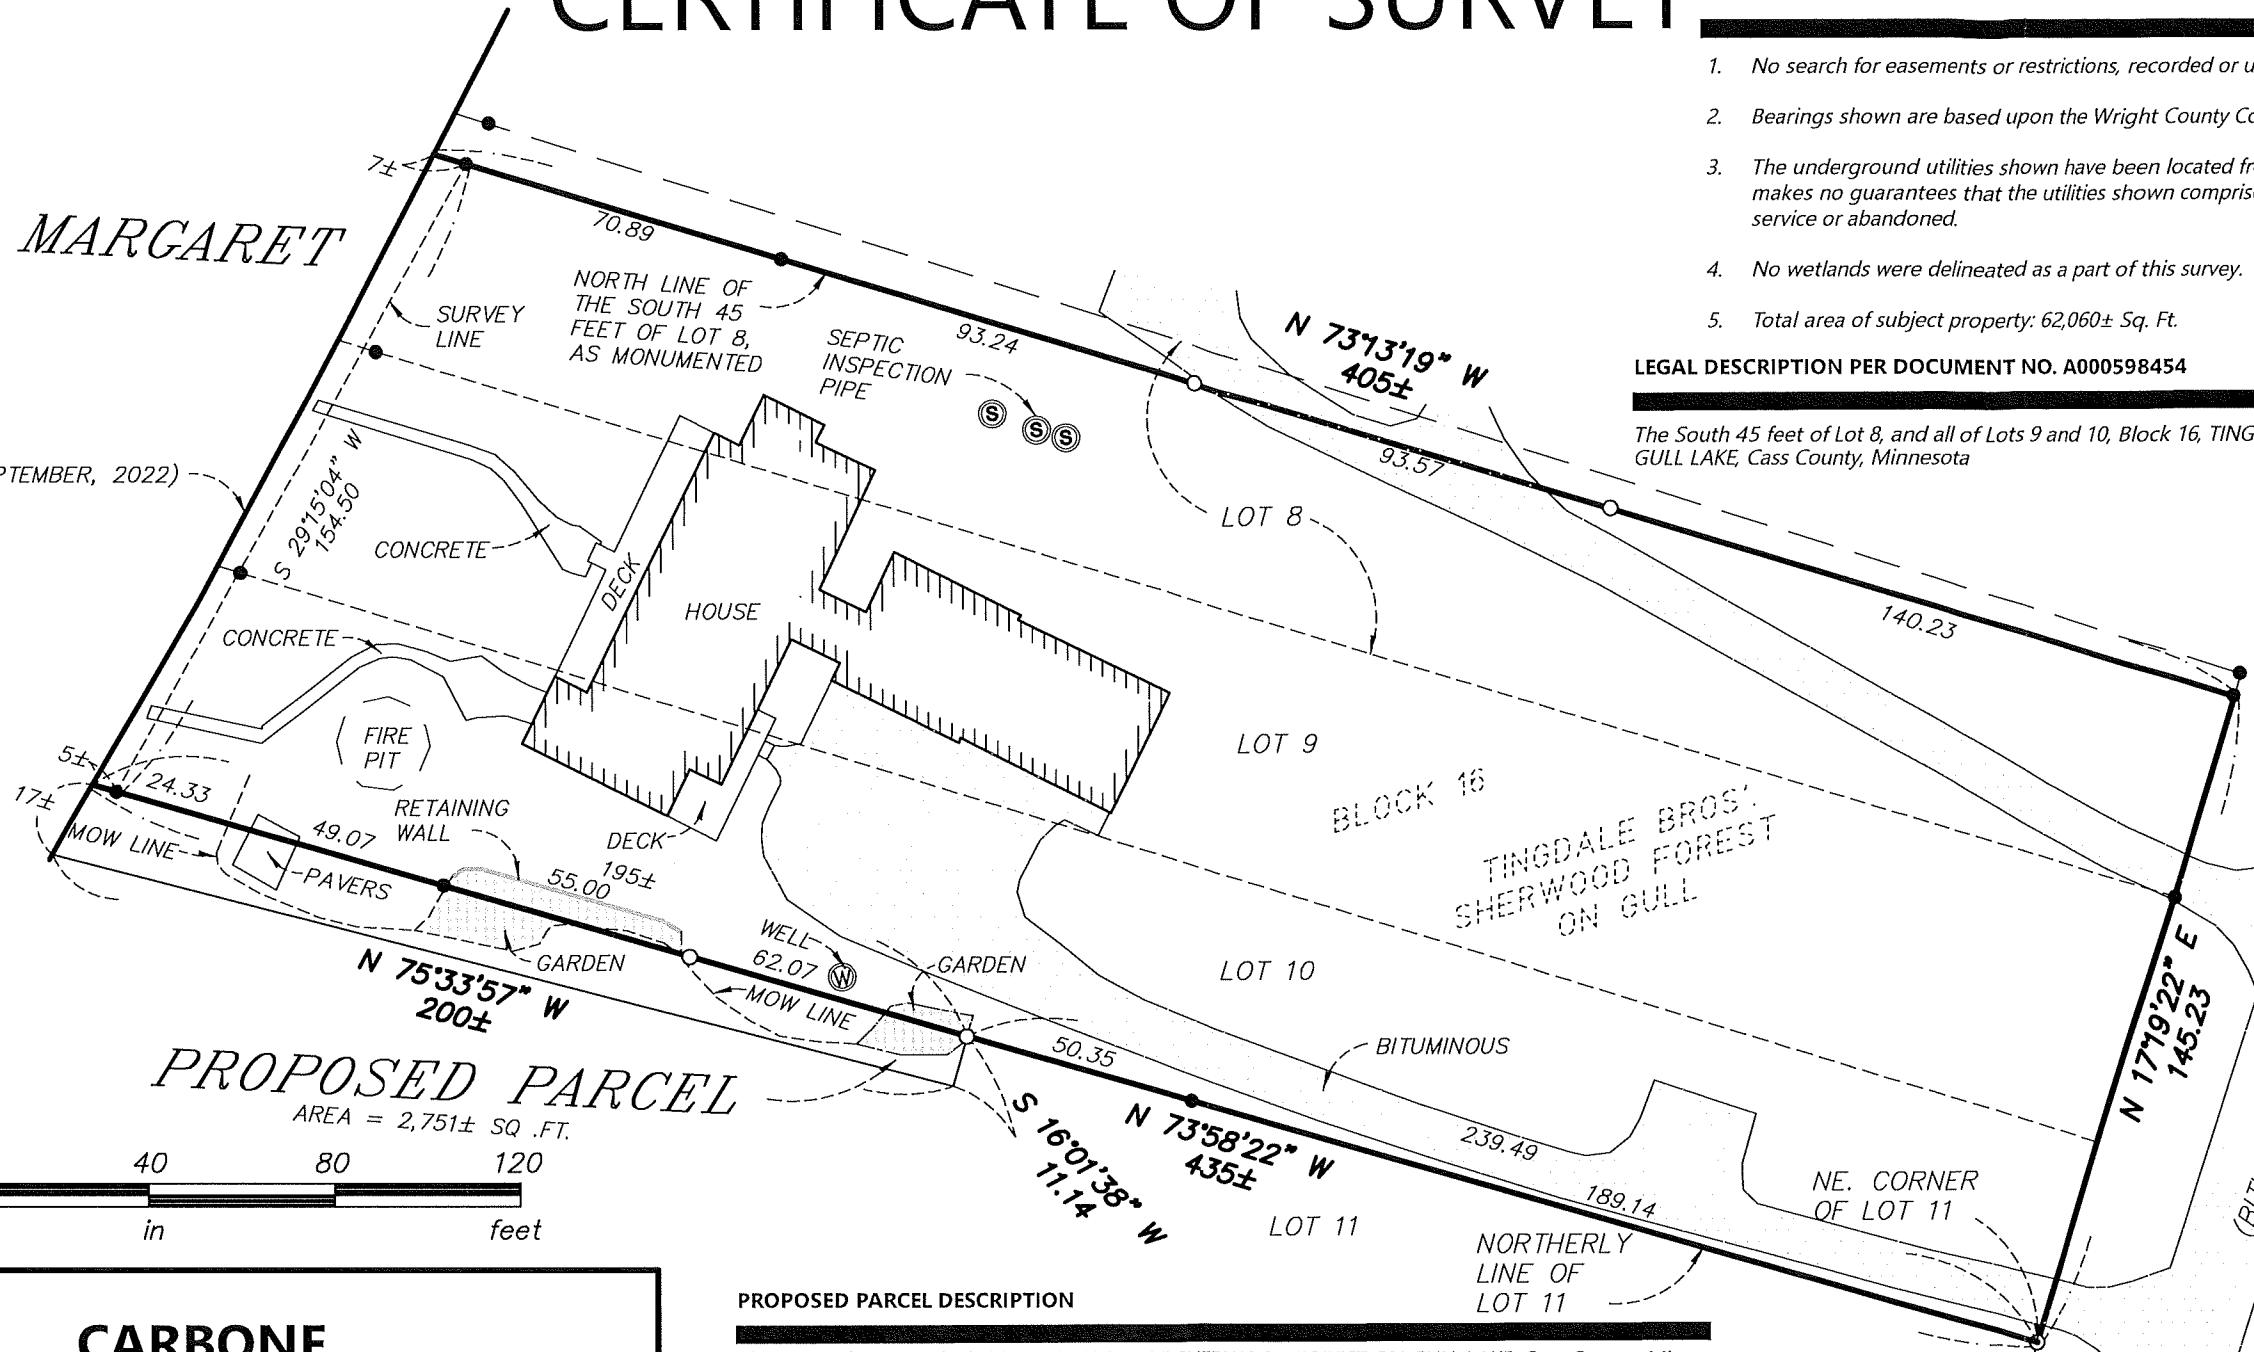 CERTIFICATE OF SURVEY
1. No search for easements or restrictions, recorded or u
2. Bearings shown are based upon the Wright County Co
3. The underground utilities shown have been located fr
makes no guarantees that the utilities shown compris
service or abandoned.
4. No wetlands were delineated as a part of this survey.
5. Total area of subject property: 62,060± Sq. Ft.
LEGAL DESCRIPTION PER DOCUMENT NO. A000598454
The South 45 feet of Lot 8, and all of Lots 9 and 10, Block 16, TING
GULL LAKE, Cass County, Minnesota
7±
MARGARET
70.89
NORTH LINE OF
THE SOUTH 45
FEET OF LOT 8,
AS MONUMENTED
SURVEY
LINE
SEPTIC
INSPECTION
PIPE
93.24
N 73°13'19" W
405±
S
S
S
93.57
PTEMBER, 2022)
S 29°15'04" W
154.50
CONCRETE
DECK
HOUSE
LOT 8
140.23
CONCRETE
FIRE
PIT
LOT 9
BLOCK 16
TINGDALE BROS'.
SHERWOOD FOREST
ON GULL
5±
24.33
17±
MOW LINE
49.07
PAVERS
RETAINING
WALL
DECK
55.00
195±
WELL
62.07
W
GARDEN
GARDEN
MOW LINE
LOT 10
N 75°33'57" W
200±
N 17°19'22" E
145.23
BITUMINOUS
50.35
PROPOSED PARCEL
AREA = 2,751± SQ .FT.
S 16°01'38" W
11.14
N 73°58'22" W
435±
239.49
189.14
NE. CORNER
OF LOT 11
LOT 11
NORTHERLY
LINE OF
LOT 11
40 80 120
in feet
CARBONE
PROPOSED PARCEL DESCRIPTION